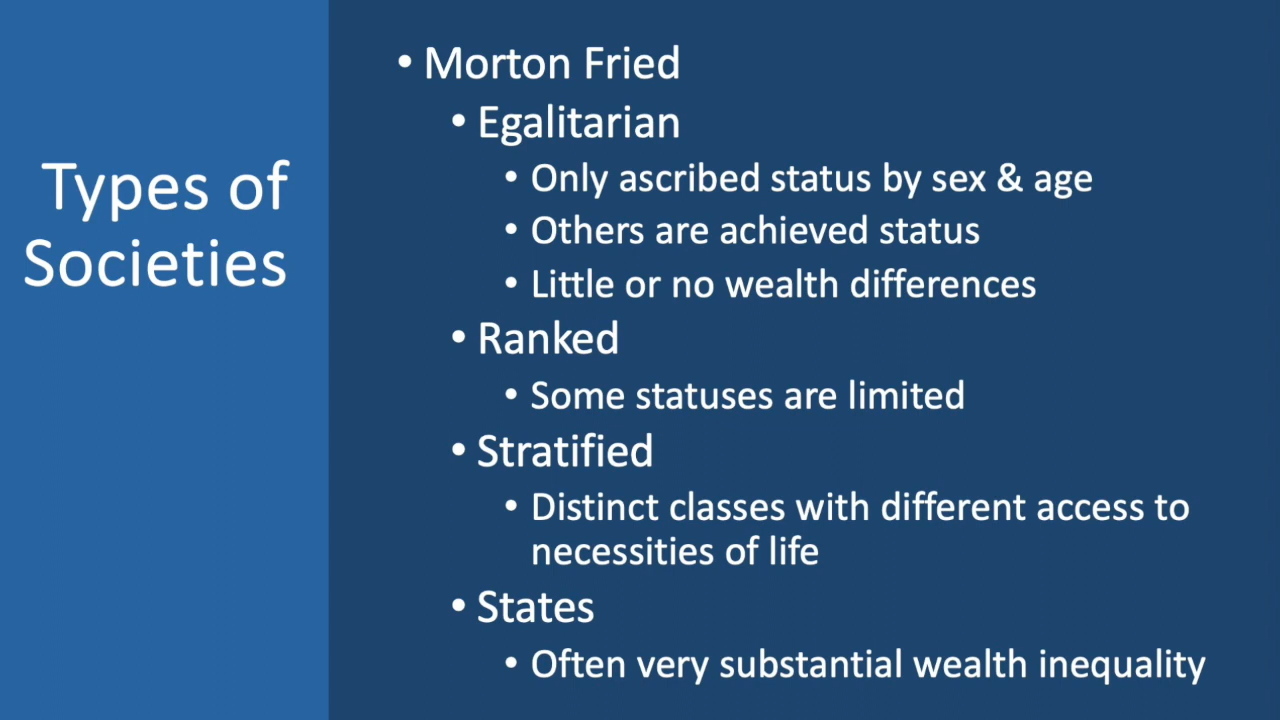 Types of
Societies
• Morton Fried
• Egalitarian
• Only ascribed status by sex & age
• Others are achieved status
• Little or no wealth differences
• Ranked
• Some statuses are limited
• Stratified
• Distinct classes with different access to
necessities of life
• States
• Often very substantial wealth inequality